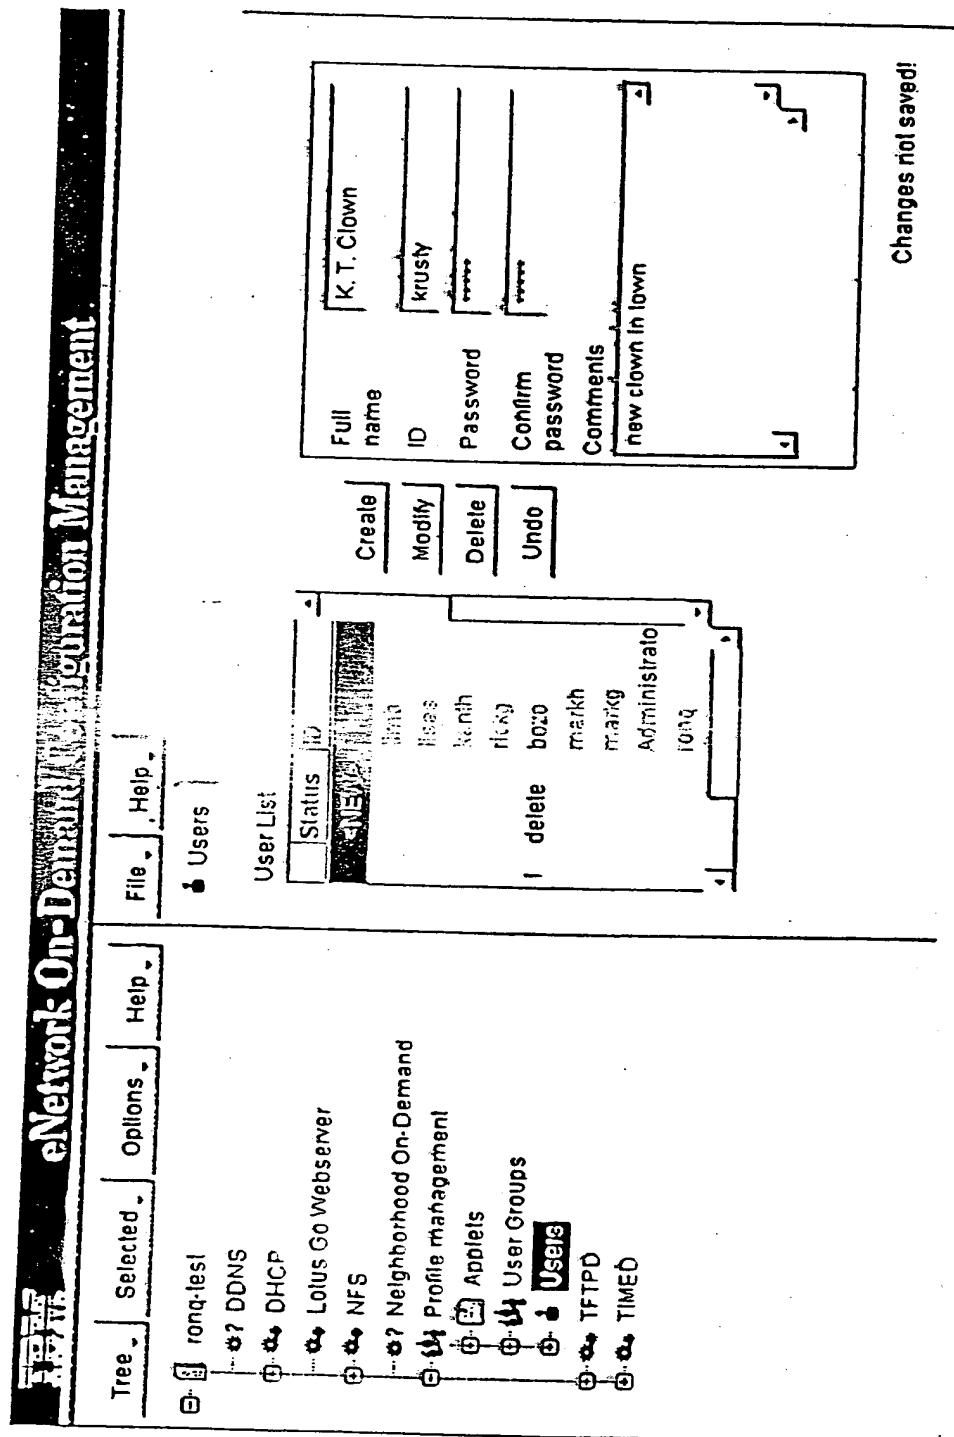 eNetwork On-Demand Configuration Management
Tree Selected Options Help
ronq-test
? DDNS
DHCP
Lotus Go Webserver
NFS
? Neighborhood On-Demand
Profile management
Applets
User Groups
Users
TFTPD
TIMED
File Help
Users
User List
Status ID
ricky
delete bozo
markh
markg
Administrato
ronq
Create
Modify
Delete
Undo
Full name K. T. Clown
ID krusty
Password *****
Confirm password *****
Comments
new clown in town
Changes not saved!